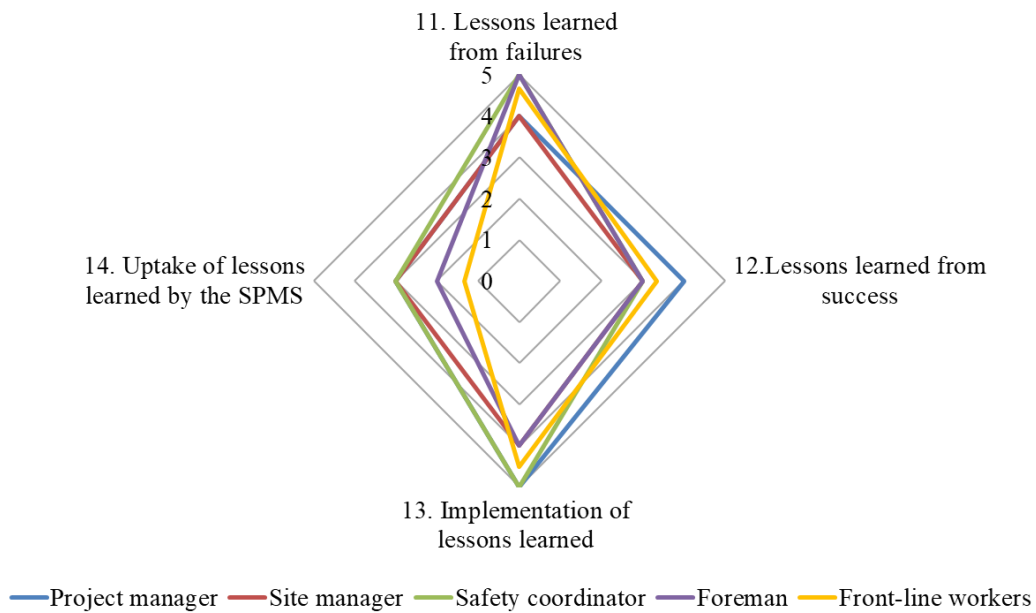 11. Lessons learned
from failures
5
4
3
2
1
0
14. Uptake of lessons
learned by the SPMS
12.Lessons learned from
success
13. Implementation of
lessons learned
Project manager Site manager Safety coordinator Foreman Front-line workers